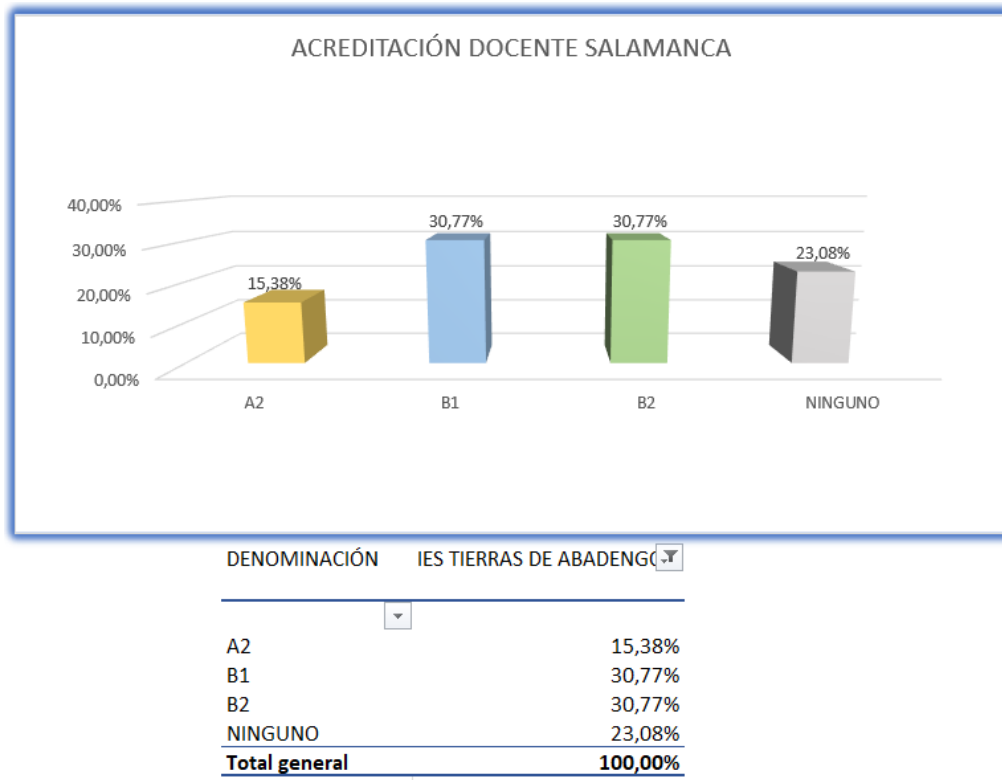 ACREDITACIÓN DOCENTE SALAMANCA
40,00%
30,00%
20,00%
10,00%
0,00%
15,38%
30,77%
30,77%
23,08%
A2 B1 B2 NINGUNO
DENOMINACIÓN IES TIERRAS DE ABADENGO
A2 15,38%
B1 30,77%
B2 30,77%
NINGUNO 23,08%
Total general 100,00%